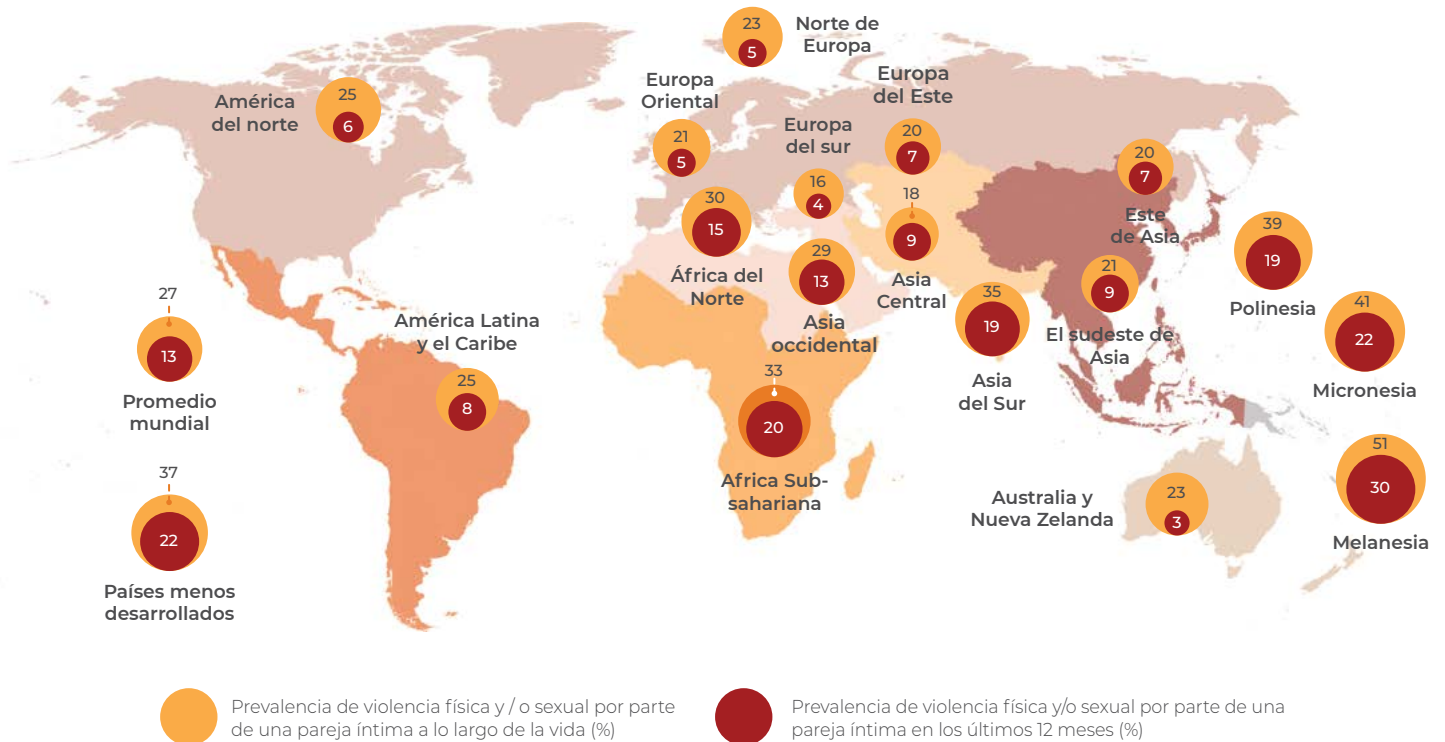 23
5
Norte de
Europa
América
del norte
25
6
Europa
Oriental
21
5
Europa
del Este
20
7
Europa
del sur
16
4
20
7
Este
de Asia
30
15
África del
Norte
29
13
Asia
occidental
18
9
Asia
Central
35
19
Asia
del Sur
21
9
El sudeste de
Asia
39
19
Polinesia
41
22
Micronesia
27
13
Promedio
mundial
América Latina
y el Caribe
25
8
33
20
Africa Sub-
sahariana
37
22
Países menos
desarrollados
Australia y
Nueva Zelanda
23
3
51
30
Melanesia
Prevalencia de violencia física y / o sexual por parte
de una pareja íntima a lo largo de la vida (%)
Prevalencia de violencia física y/o sexual por parte de una
pareja íntima en los últimos 12 meses (%)